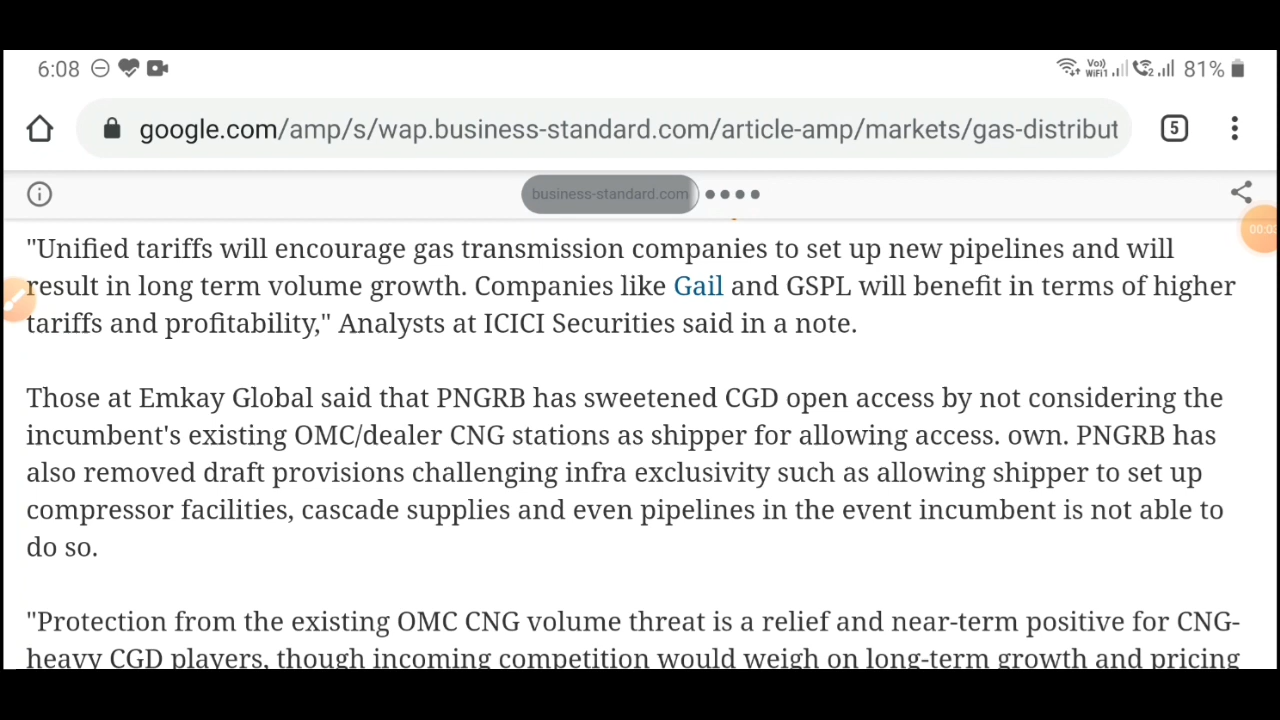 6:08 Vo) WiFi1 2 81%
google.com/amp/s/wap.business-standard.com/article-amp/markets/gas-distribut 5
business-standard.com
"Unified tariffs will encourage gas transmission companies to set up new pipelines and will
result in long term volume growth. Companies like Gail and GSPL will benefit in terms of higher
tariffs and profitability," Analysts at ICICI Securities said in a note.
Those at Emkay Global said that PNGRB has sweetened CGD open access by not considering the
incumbent's existing OMC/dealer CNG stations as shipper for allowing access. own. PNGRB has
also removed draft provisions challenging infra exclusivity such as allowing shipper to set up
compressor facilities, cascade supplies and even pipelines in the event incumbent is not able to
do so.
"Protection from the existing OMC CNG volume threat is a relief and near-term positive for CNG-
heavy CGD players, though incoming competition would weigh on long-term growth and pricing